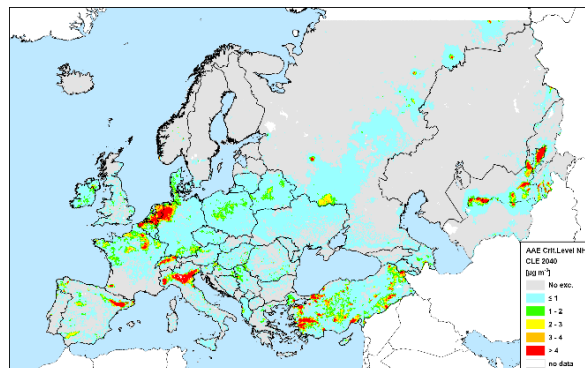 AAE Crit.Level NH
CLE 2040
[µg m⁻³]
No exc.
≤ 1
1 - 2
2 - 3
3 - 4
> 4
no data